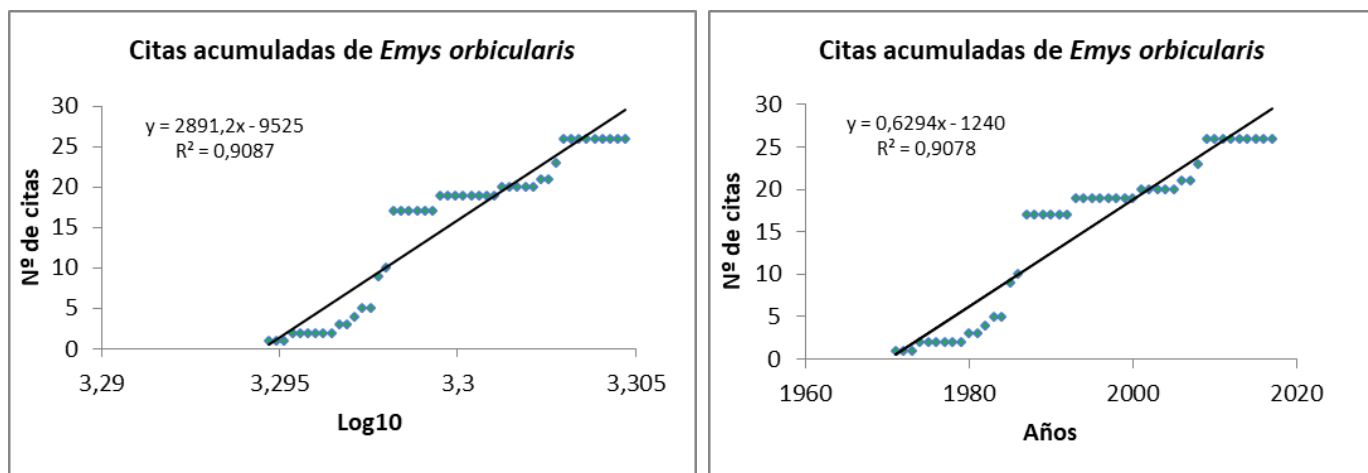 Citas acumuladas de Emys orbicularis
y = 2891,2x - 9525
R² = 0,9087
Nº de citas
30
25
20
15
10
5
0
3,29
3,295
3,3
3,305
Log10
Citas acumuladas de Emys orbicularis
y = 0,6294x - 1240
R² = 0,9078
Nº de citas
30
25
20
15
10
5
0
1960
1980
2000
2020
Años